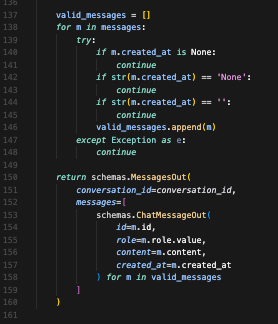 136
137 valid_messages = []
138 for m in messages:
139 try:
140 if m.created_at is None:
141 continue
142 if str(m.created_at) == 'None':
143 continue
144 if str(m.created_at) == '':
145 continue
146 valid_messages.append(m)
147 except Exception as e:
148 continue
149
150 return schemas.MessagesOut(
151 conversation_id=conversation_id,
152 messages=[
153 schemas.ChatMessageOut(
154 id=m.id,
155 role=m.role.value,
156 content=m.content,
157 created_at=m.created_at
158 ) for m in valid_messages
159 ]
160 )
161